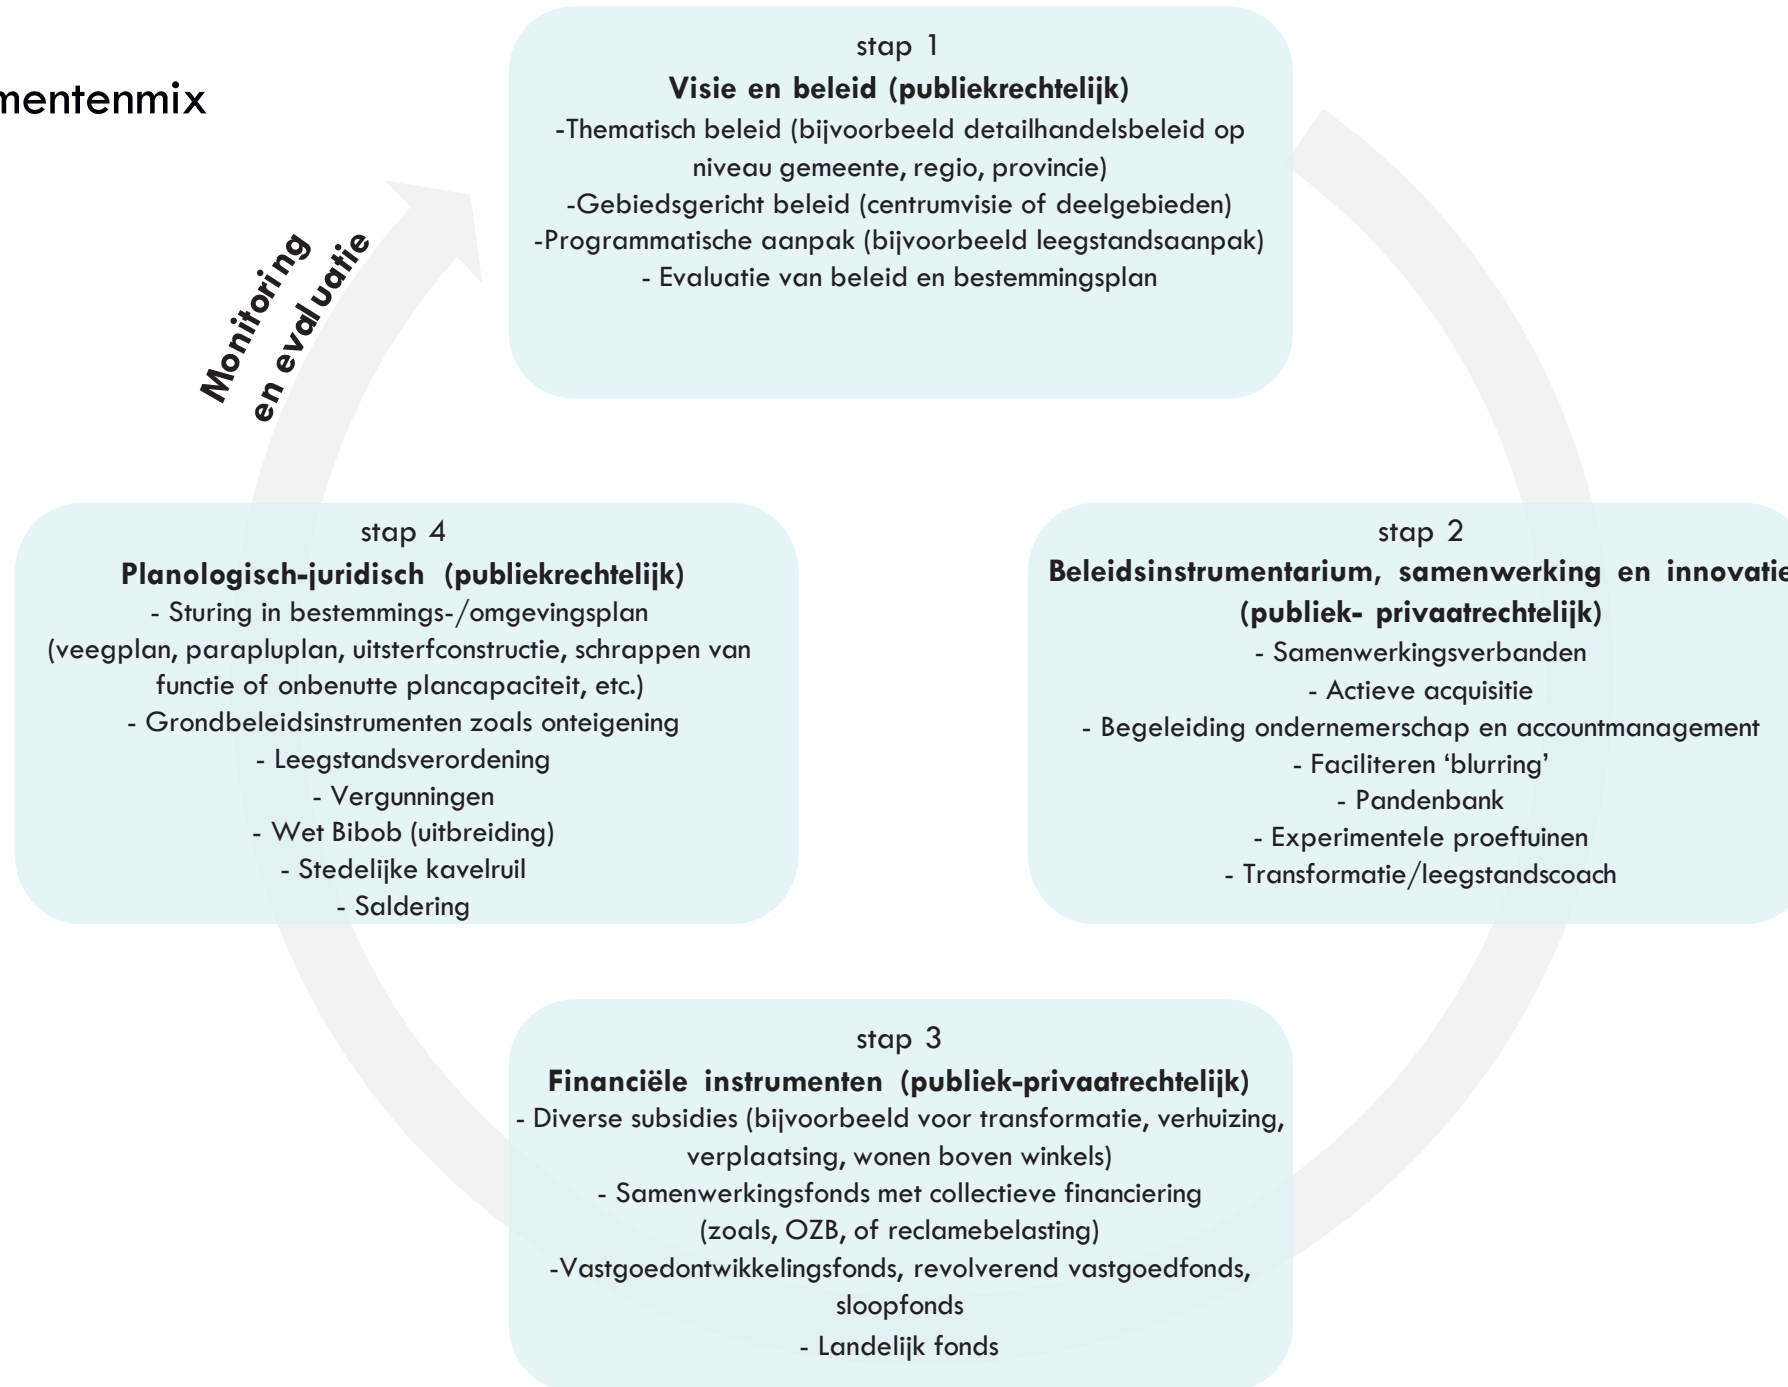 mentenmix
stap 1
Visie en beleid (publiekrechtelijk)
-Thematisch beleid (bijvoorbeeld detailhandelsbeleid op
niveau gemeente, regio, provincie)
-Gebiedsgericht beleid (centrumvisie of deelgebieden)
-Programmatische aanpak (bijvoorbeeld leegstandsaanpak)
- Evaluatie van beleid en bestemmingsplan
Monitoring
en evaluatie
stap 2
Beleidsinstrumentarium, samenwerking en innovatie
(publiek- privaatrechtelijk)
- Samenwerkingsverbanden
- Actieve acquisitie
- Begeleiding ondernemerschap en accountmanagement
- Faciliteren ‘blurring’
- Pandenbank
- Experimentele proeftuinen
- Transformatie/leegstandscoach
stap 3
Financiële instrumenten (publiek-privaatrechtelijk)
- Diverse subsidies (bijvoorbeeld voor transformatie, verhuizing,
verplaatsing, wonen boven winkels)
- Samenwerkingsfonds met collectieve financiering
(zoals, OZB, of reclamebelasting)
-Vastgoedontwikkelingsfonds, revolverend vastgoedfonds,
sloopfonds
- Landelijk fonds
stap 4
Planologisch-juridisch (publiekrechtelijk)
- Sturing in bestemmings-/omgevingsplan
(veegplan, parapluplan, uitsterfconstructie, schrappen van
functie of onbenutte plancapaciteit, etc.)
- Grondbeleidsinstrumenten zoals onteigening
- Leegstandsverordening
- Vergunningen
- Wet Bibob (uitbreiding)
- Stedelijke kavelruil
- Saldering